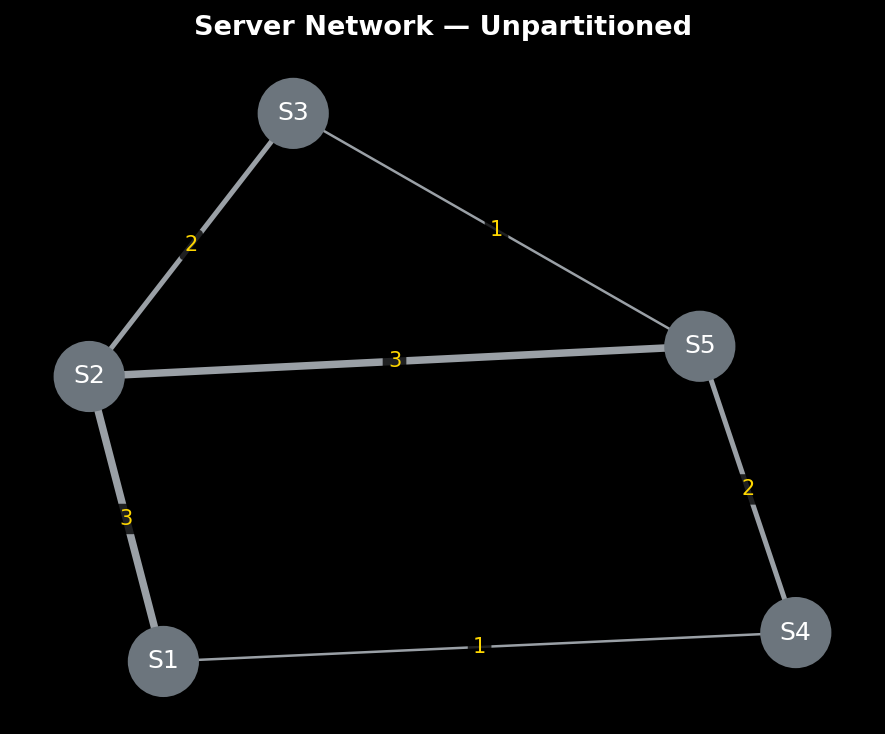 Server Network — Unpartitioned
S3
2
1
S5
3
S2
2
3
S4
1
S1